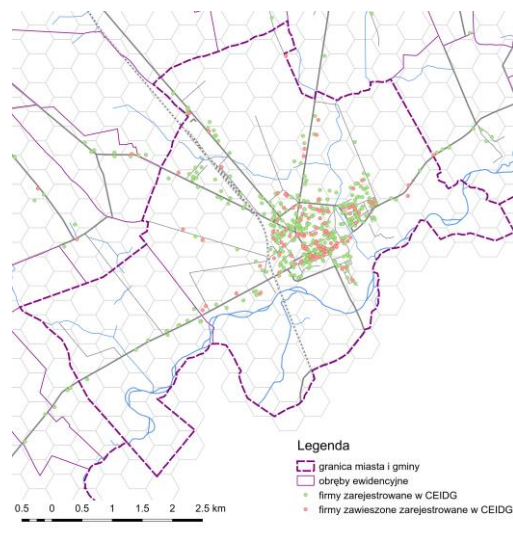 Legenda
granica miasta i gminy
obręby ewidencyjne
firmy zarejestrowane w CEIDG
firmy zawieszone zarejestrowane w CEIDG
0.5 0 0.5 1 1.5 2 2.5 km